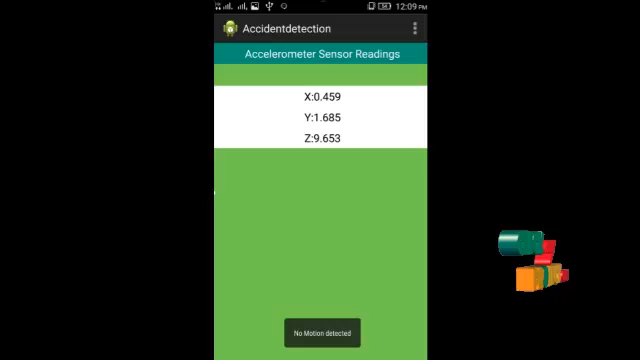 12:09 PM
Accidentdetection
Accelerometer Sensor Readings
X:0.459
Y:1.685
Z:9.653
No Motion detected